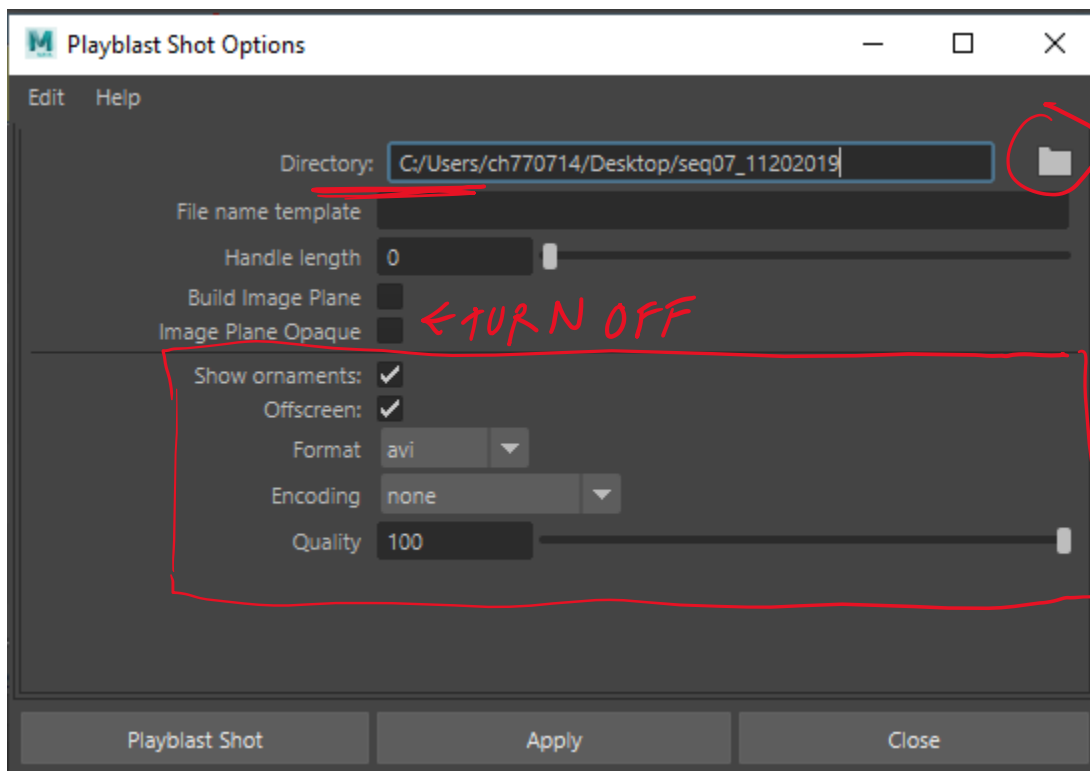 Playblast Shot Options
Edit Help
Directory: C:/Users/ch770714/Desktop/seq07_11202019
File name template
Handle length 0
Build Image Plane
Image Plane Opaque
←TURN OFF
Show ornaments:
Offscreen:
Format avi
Encoding none
Quality 100
Playblast Shot Apply Close